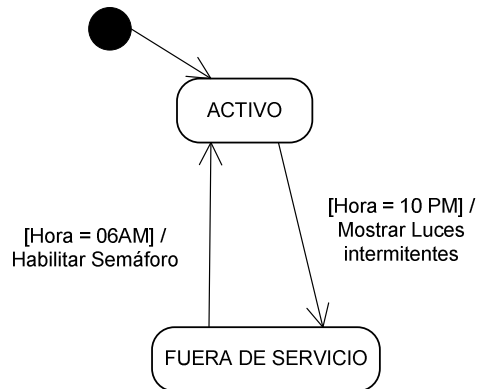 ACTIVO
[Hora = 10 PM] /
Mostrar Luces
intermitentes
[Hora = 06AM] /
Habilitar Semáforo
FUERA DE SERVICIO